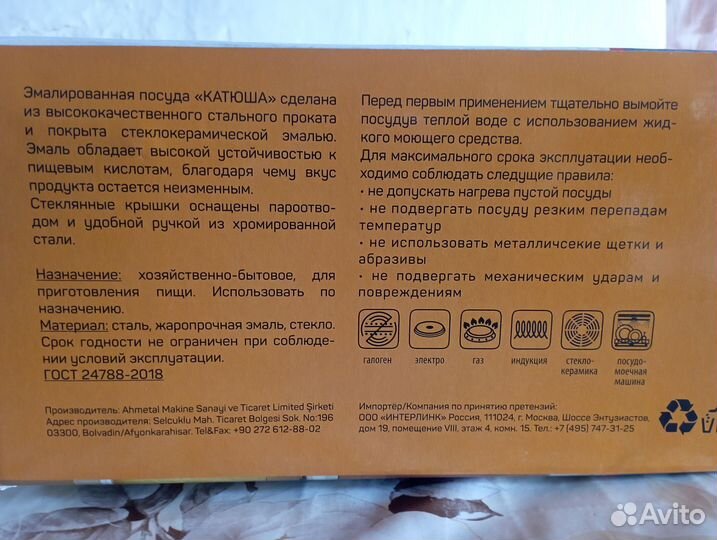 Эмалированная посуда «КАТЮША» сделана
из высококачественного стального проката
и покрыта стеклокерамической эмалью.
Эмаль обладает высокой устойчивостью к
пищевым кислотам, благодаря чему вкус
продукта остается неизменным.
Стеклянные крышки оснащены пароотво-
дом и удобной ручкой из хромированной
стали.
Назначение: хозяйственно-бытовое, для
приготовления пищи. Использовать по
назначению.
Материал: сталь, жаропрочная эмаль, стекло.
Срок годности не ограничен при соблюде-
нии условий эксплуатации.
ГОСТ 24788-2018
Производитель: Ahmetal Makine Sanayi ve Ticaret Limited Şirketi
Адрес производителя: Selcuklu Mah. Ticaret Bolgesi Sok. No:196
03300, Bolvadin/Afyonkarahisar. Tel&Fax: +90 272 612-88-02
Перед первым применением тщательно вымойте
посудув теплой воде с использованием жид-
кого моющего средства.
Для максимального срока эксплуатации необ-
ходимо соблюдать следущие правила:
• не допускать нагрева пустой посуды
• не подвергать посуду резким перепадам
температур
• не использовать металличсекие щетки и
абразивы
• не подвергать механическим ударам и
повреждениям
галоген электро газ индукция стекло-керамика посудо-моечная машина
Импортёр/Компания по принятию претензий:
ООО «ИНТЕРЛИНК» Россия, 111024, г. Москва, Шоссе Энтузиастов,
дом 19, помещение VIII, этаж 4, комн. 15. Тел.: +7 (495) 747-31-25
Avito